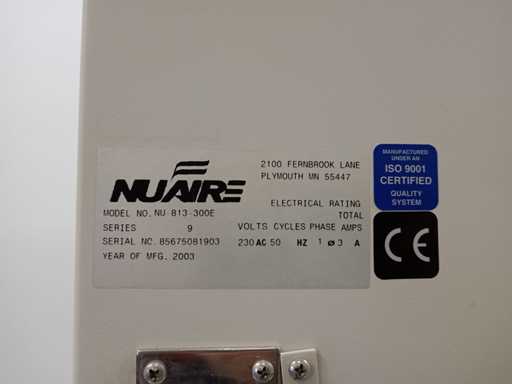 NUAIRE
2100 FERNBROOK LANE
PLYMOUTH MN 55447
ELECTRICAL RATING
TOTAL
MODEL NO. NU-813-300E
SERIES 9
VOLTS CYCLES PHASE AMPS
SERIAL NO. 85675081903
230 AC 50 HZ 1 ø 3 A
YEAR OF MFG. 2003
MANUFACTURED
UNDER AN
ISO 9001
CERTIFIED
QUALITY
SYSTEM
CE